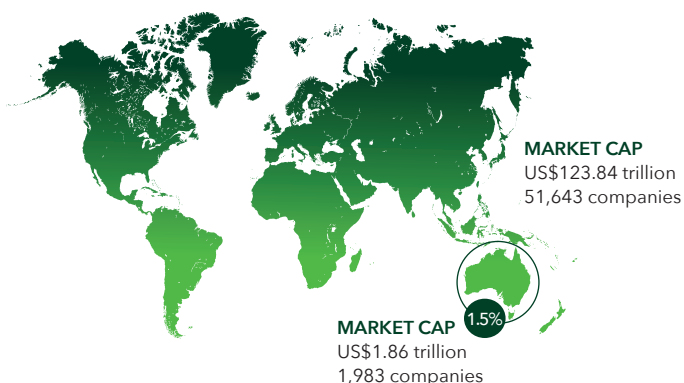 MARKET CAP
US$123.84 trillion
51,643 companies
1.5%
MARKET CAP
US$1.86 trillion
1,983 companies